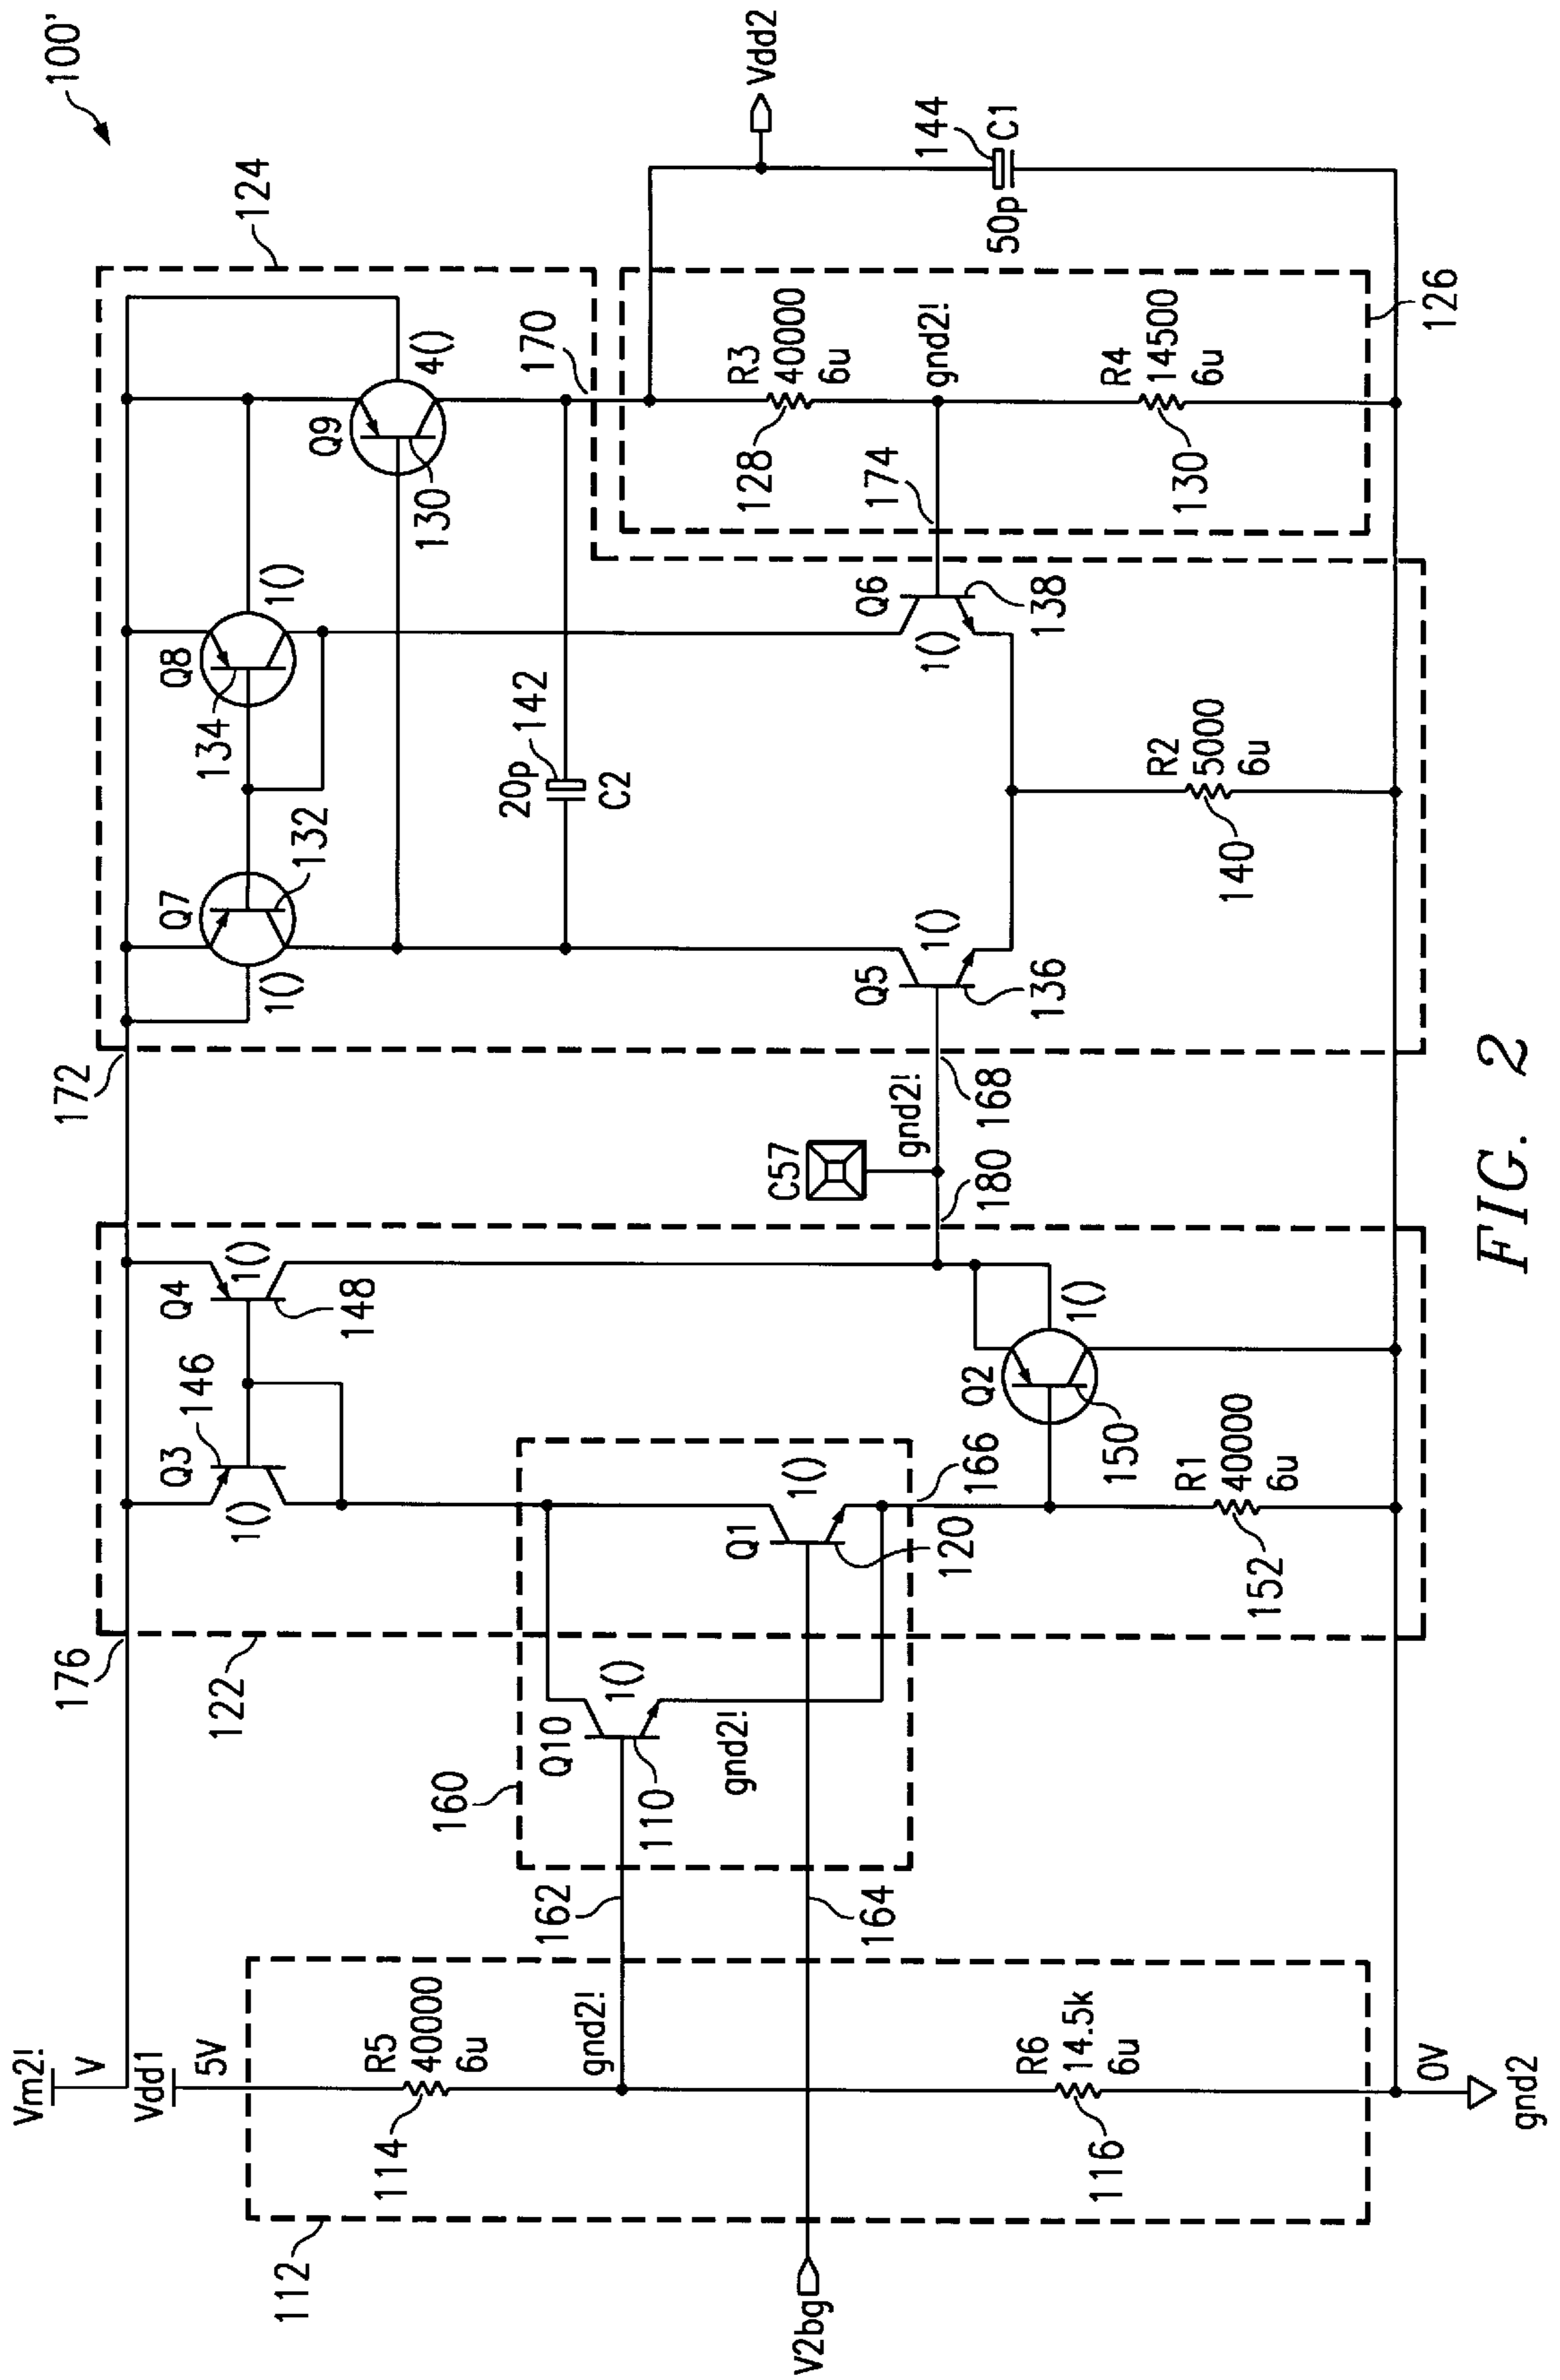 100'
Vm2!
V
Vdd1
5V
176
172
124
112
114
R5
40000
6u
gnd2!
162
R6
14.5k
6u
116
V2bg
164
0V
gnd2
122
160
Q10
1()
110
gnd2!
Q1
1()
120
166
Q3
146
1()
Q4
1()
148
Q2
1()
150
R1
40000
6u
152
C57
gnd2!
180
168
Q7
132
1()
Q8
134
1()
Q9
4()
130
170
20p
142
C2
Q5
1()
136
Q6
1()
138
174
R2
5000
6u
140
R3
40000
6u
128
gnd2!
R4
14500
6u
130
126
Vdd2
144
C1
50p
FIG. 2